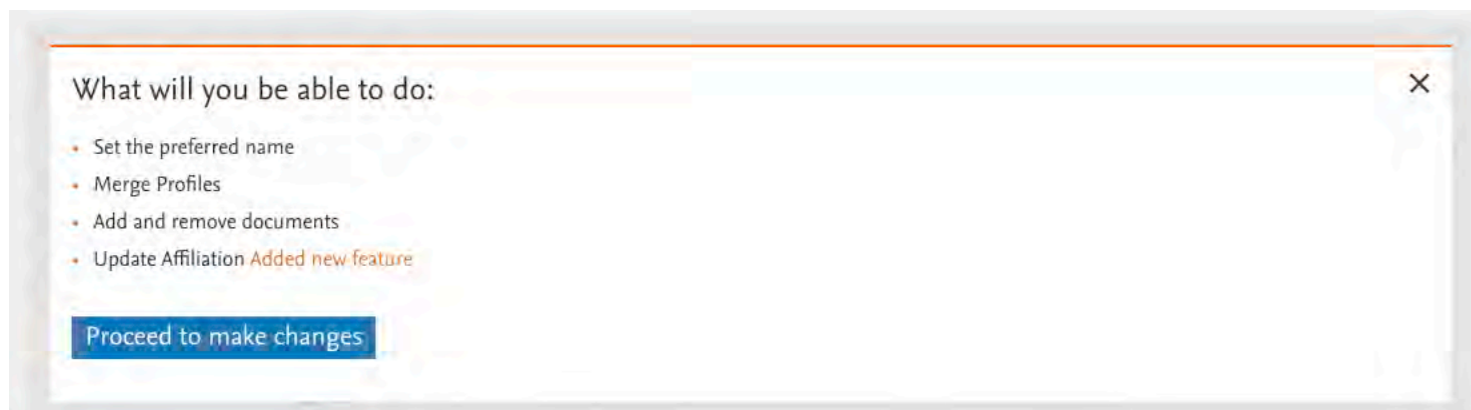 What will you be able to do:
Set the preferred name
Merge Profiles
Add and remove documents
Update Affiliation Added new feature
Proceed to make changes